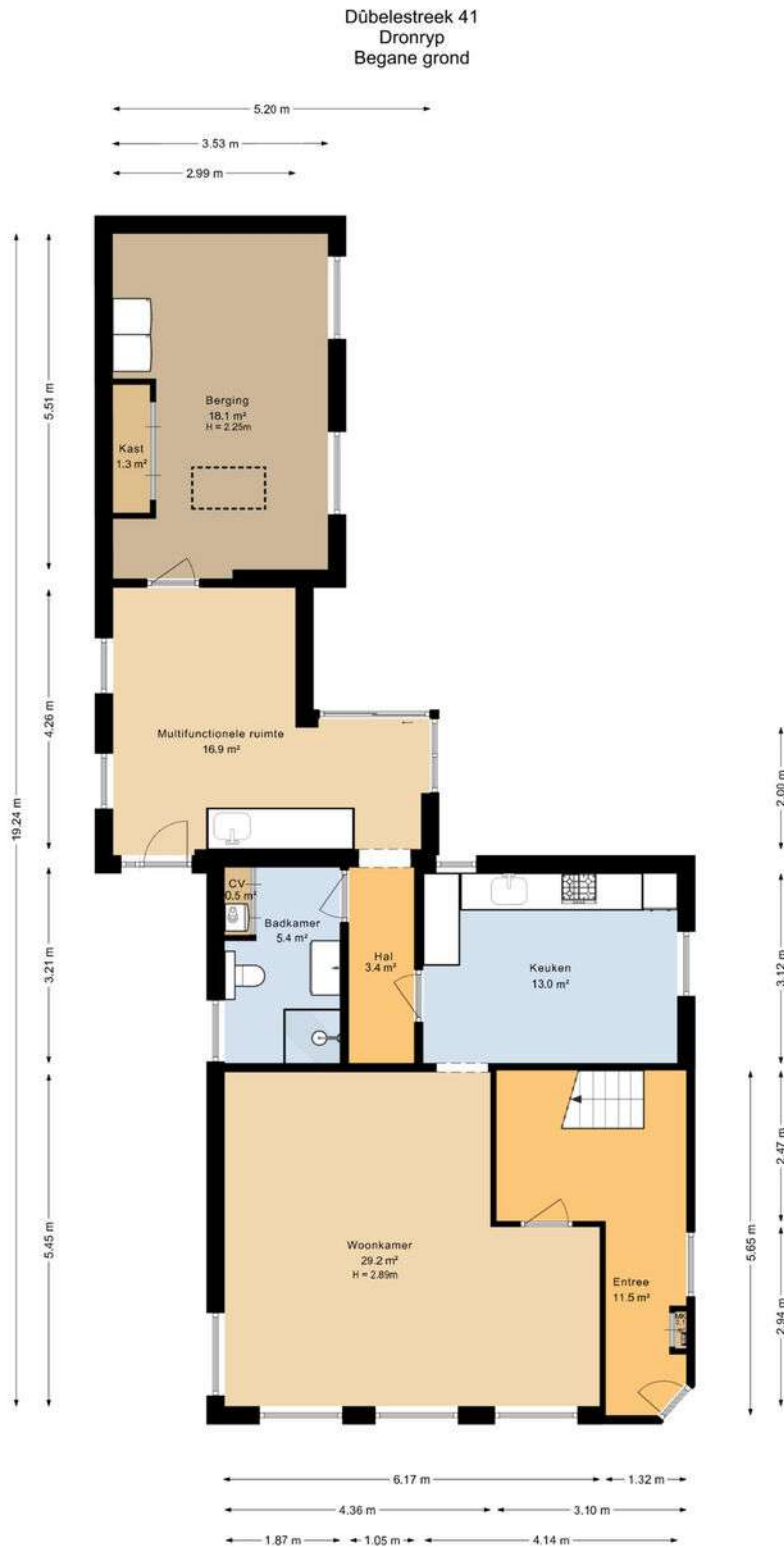 Dûbelestreek 41
Dronryp
Begane grond
5.20 m
3.53 m
2.99 m
19.24 m
5.51 m
Berging
18.1 m²
H = 2.25m
Kast
1.3 m²
4.26 m
Multifunctionele ruimte
16.9 m²
2.00 m
3.21 m
CV
0.5 m²
Badkamer
5.4 m²
Hal
3.4 m²
Keuken
13.0 m²
3.12 m
5.45 m
Woonkamer
29.2 m²
H = 2.89m
Entree
11.5 m²
MK
5.65 m
2.47 m
2.94 m
6.17 m
1.32 m
4.36 m
3.10 m
1.87 m
1.05 m
4.14 m